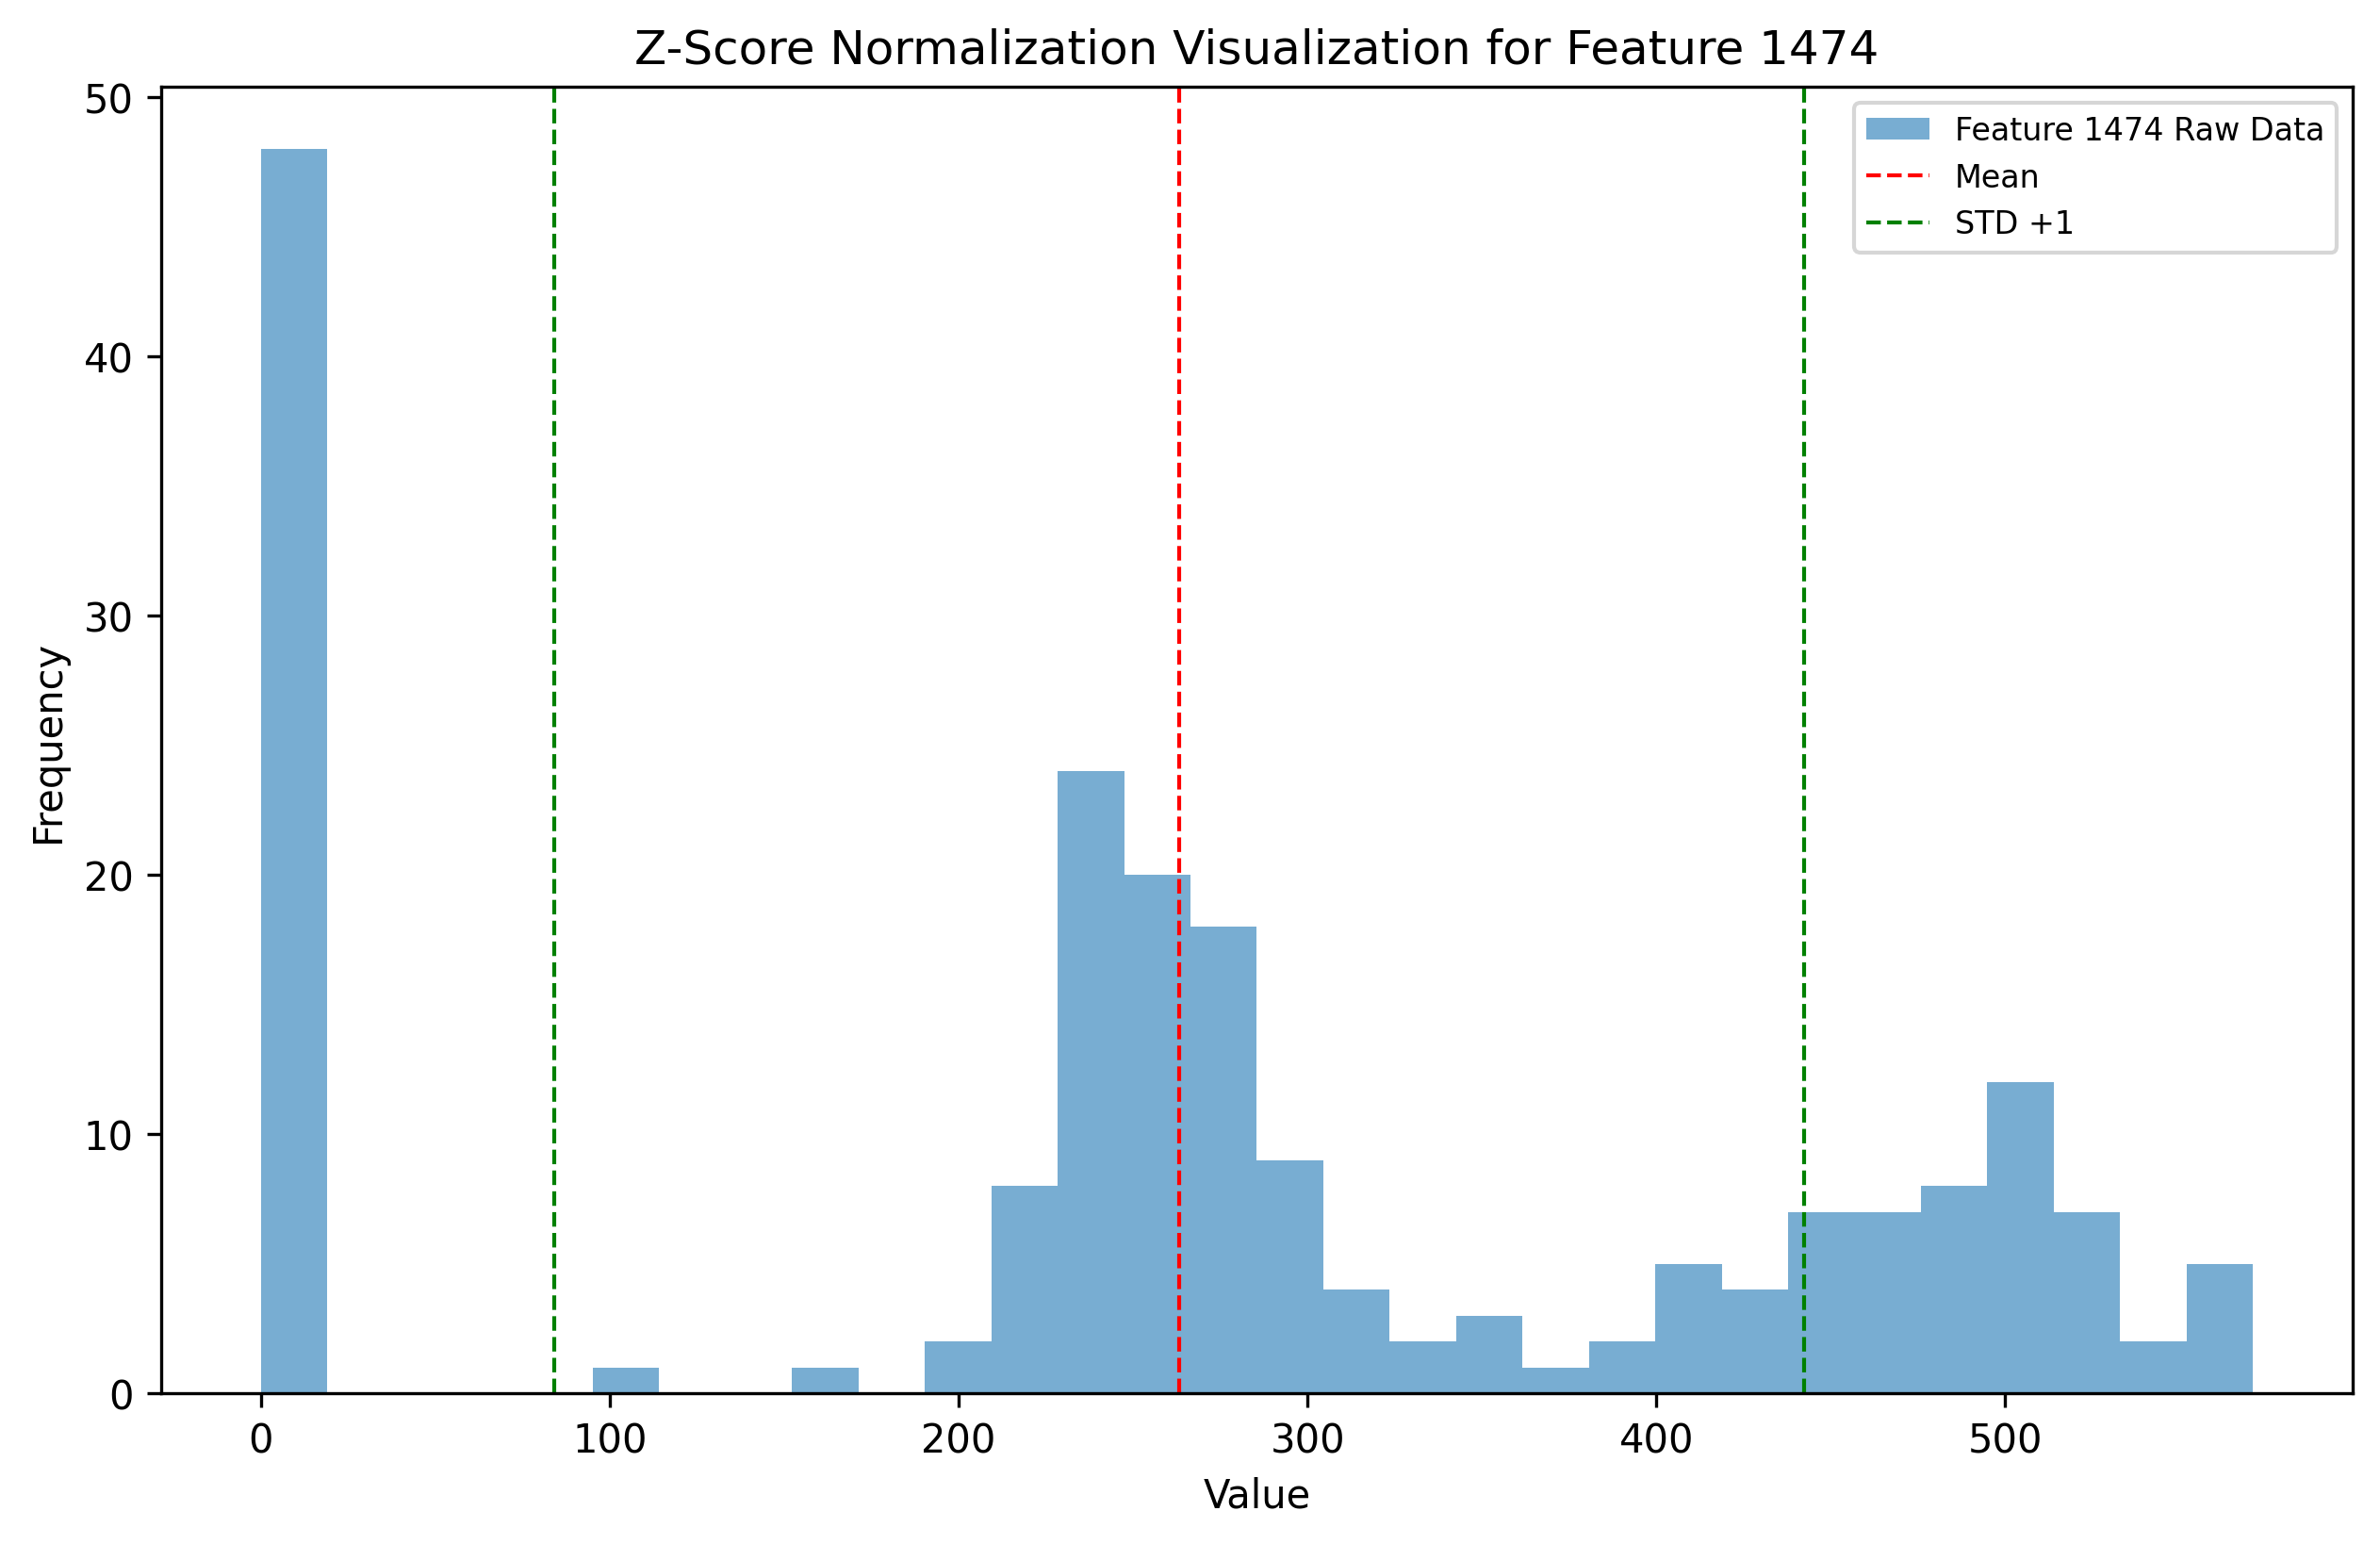 Z-Score Normalization Visualization for Feature 1474
Feature 1474 Raw Data
Mean
STD +1
50
40
30
20
10
0
Frequency
0 100 200 300 400 500
Value